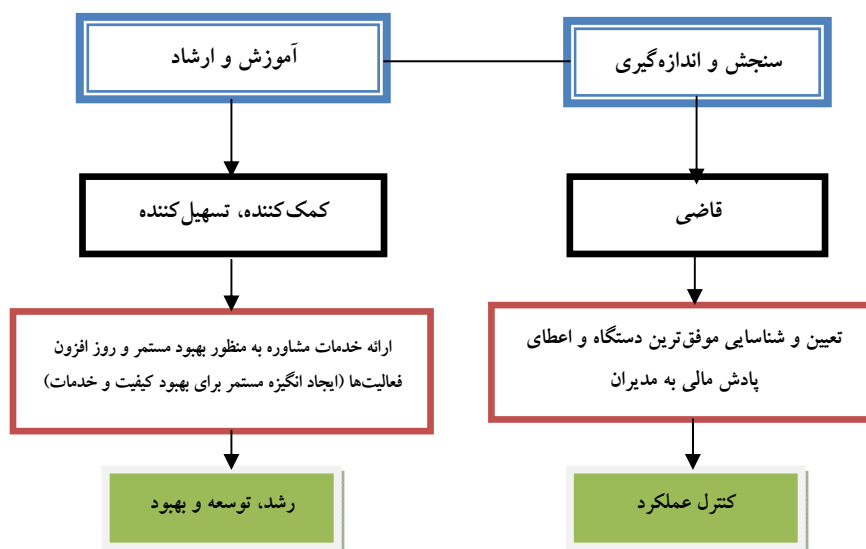 سنجش و اندازه‌گیری
آموزش و ارشاد
قاضی
کمک‌کننده، تسهیل‌کننده
تعیین و شناسایی موفق‌ترین دستگاه و اعطای
پادش مالی به مدیران
ارائه خدمات مشاوره به منظور بهبود مستمر و روز افزون
فعالیت‌ها (ایجاد انگیزه مستمر برای بهبود کیفیت و خدمات)
کنترل عملکرد
رشد، توسعه و بهبود